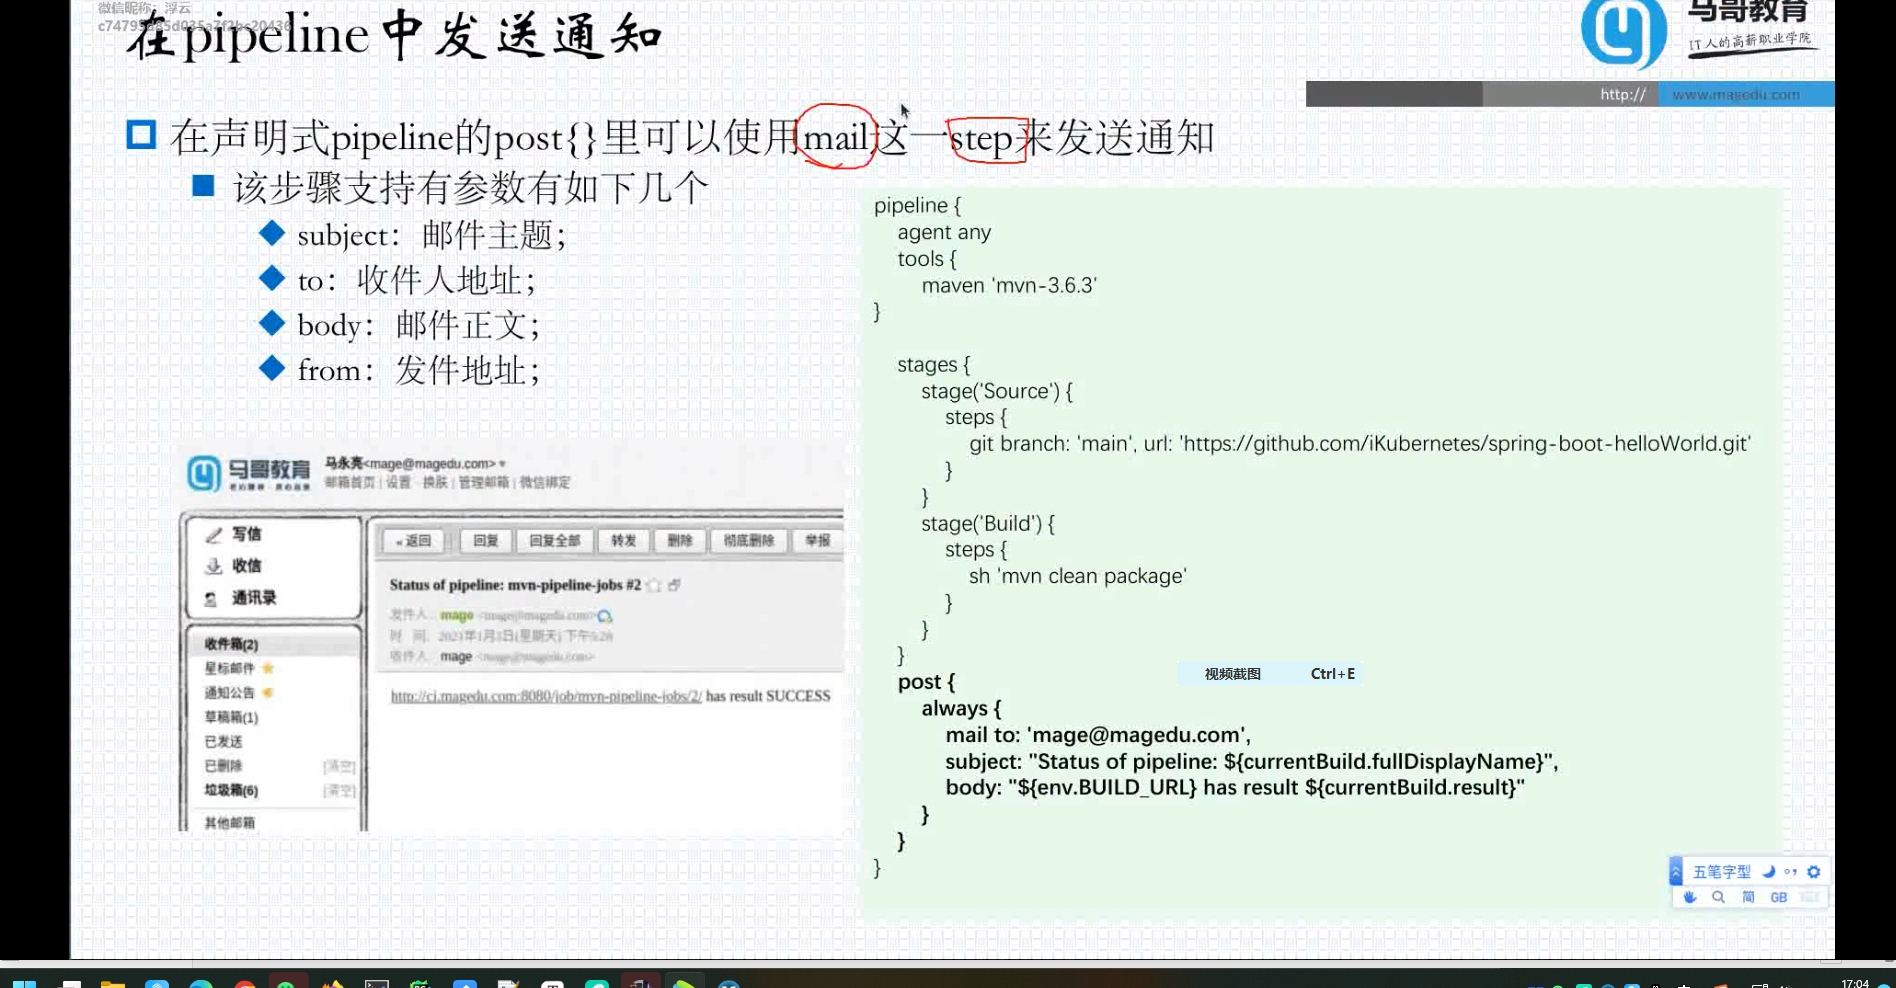 微信昵称：浮云
在pipeline中发送通知
马哥教育
IT人的高薪职业学院
http:// www.magedu.com
在声明式pipeline的post{}里可以使用mail这一step来发送通知
该步骤支持有参数有如下几个
subject：邮件主题；
to：收件人地址；
body：邮件正文；
from：发件地址；
pipeline {
agent any
tools {
maven 'mvn-3.6.3'
}
stages {
stage('Source') {
steps {
git branch: 'main', url: 'https://github.com/iKubernetes/spring-boot-helloWorld.git'
}
}
stage('Build') {
steps {
sh 'mvn clean package'
}
}
}
post {
always {
mail to: 'mage@magedu.com',
subject: "Status of pipeline: ${currentBuild.fullDisplayName}",
body: "${env.BUILD_URL} has result ${currentBuild.result}"
}
}
}
马哥教育
马永亮<mage@magedu.com>
邮箱首页 | 设置 - 换肤 | 管理邮箱 | 微信绑定
写信
收信
通讯录
收件箱(2)
星标邮件
通知公告
草稿箱(1)
已发送
已删除 [清空]
垃圾箱(6) [清空]
其他邮箱
«返回 回复 回复全部 转发 删除 彻底删除 举报
Status of pipeline: mvn-pipeline-jobs #2
发件人： mage <mage@magedu.com>
时 间：2021年1月3日(星期天) 下午5:28
收件人： mage <mage@magedu.com>
http://ci.magedu.com:8080/job/mvn-pipeline-jobs/2/ has result SUCCESS
视频截图 Ctrl+E
五笔字型
简 GB
17:04